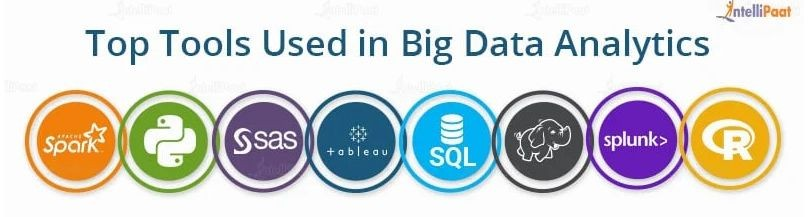 IntelliPaat
Top Tools Used in Big Data Analytics
APACHE
Spark
sas
+ableau
SQL
splunk>
R